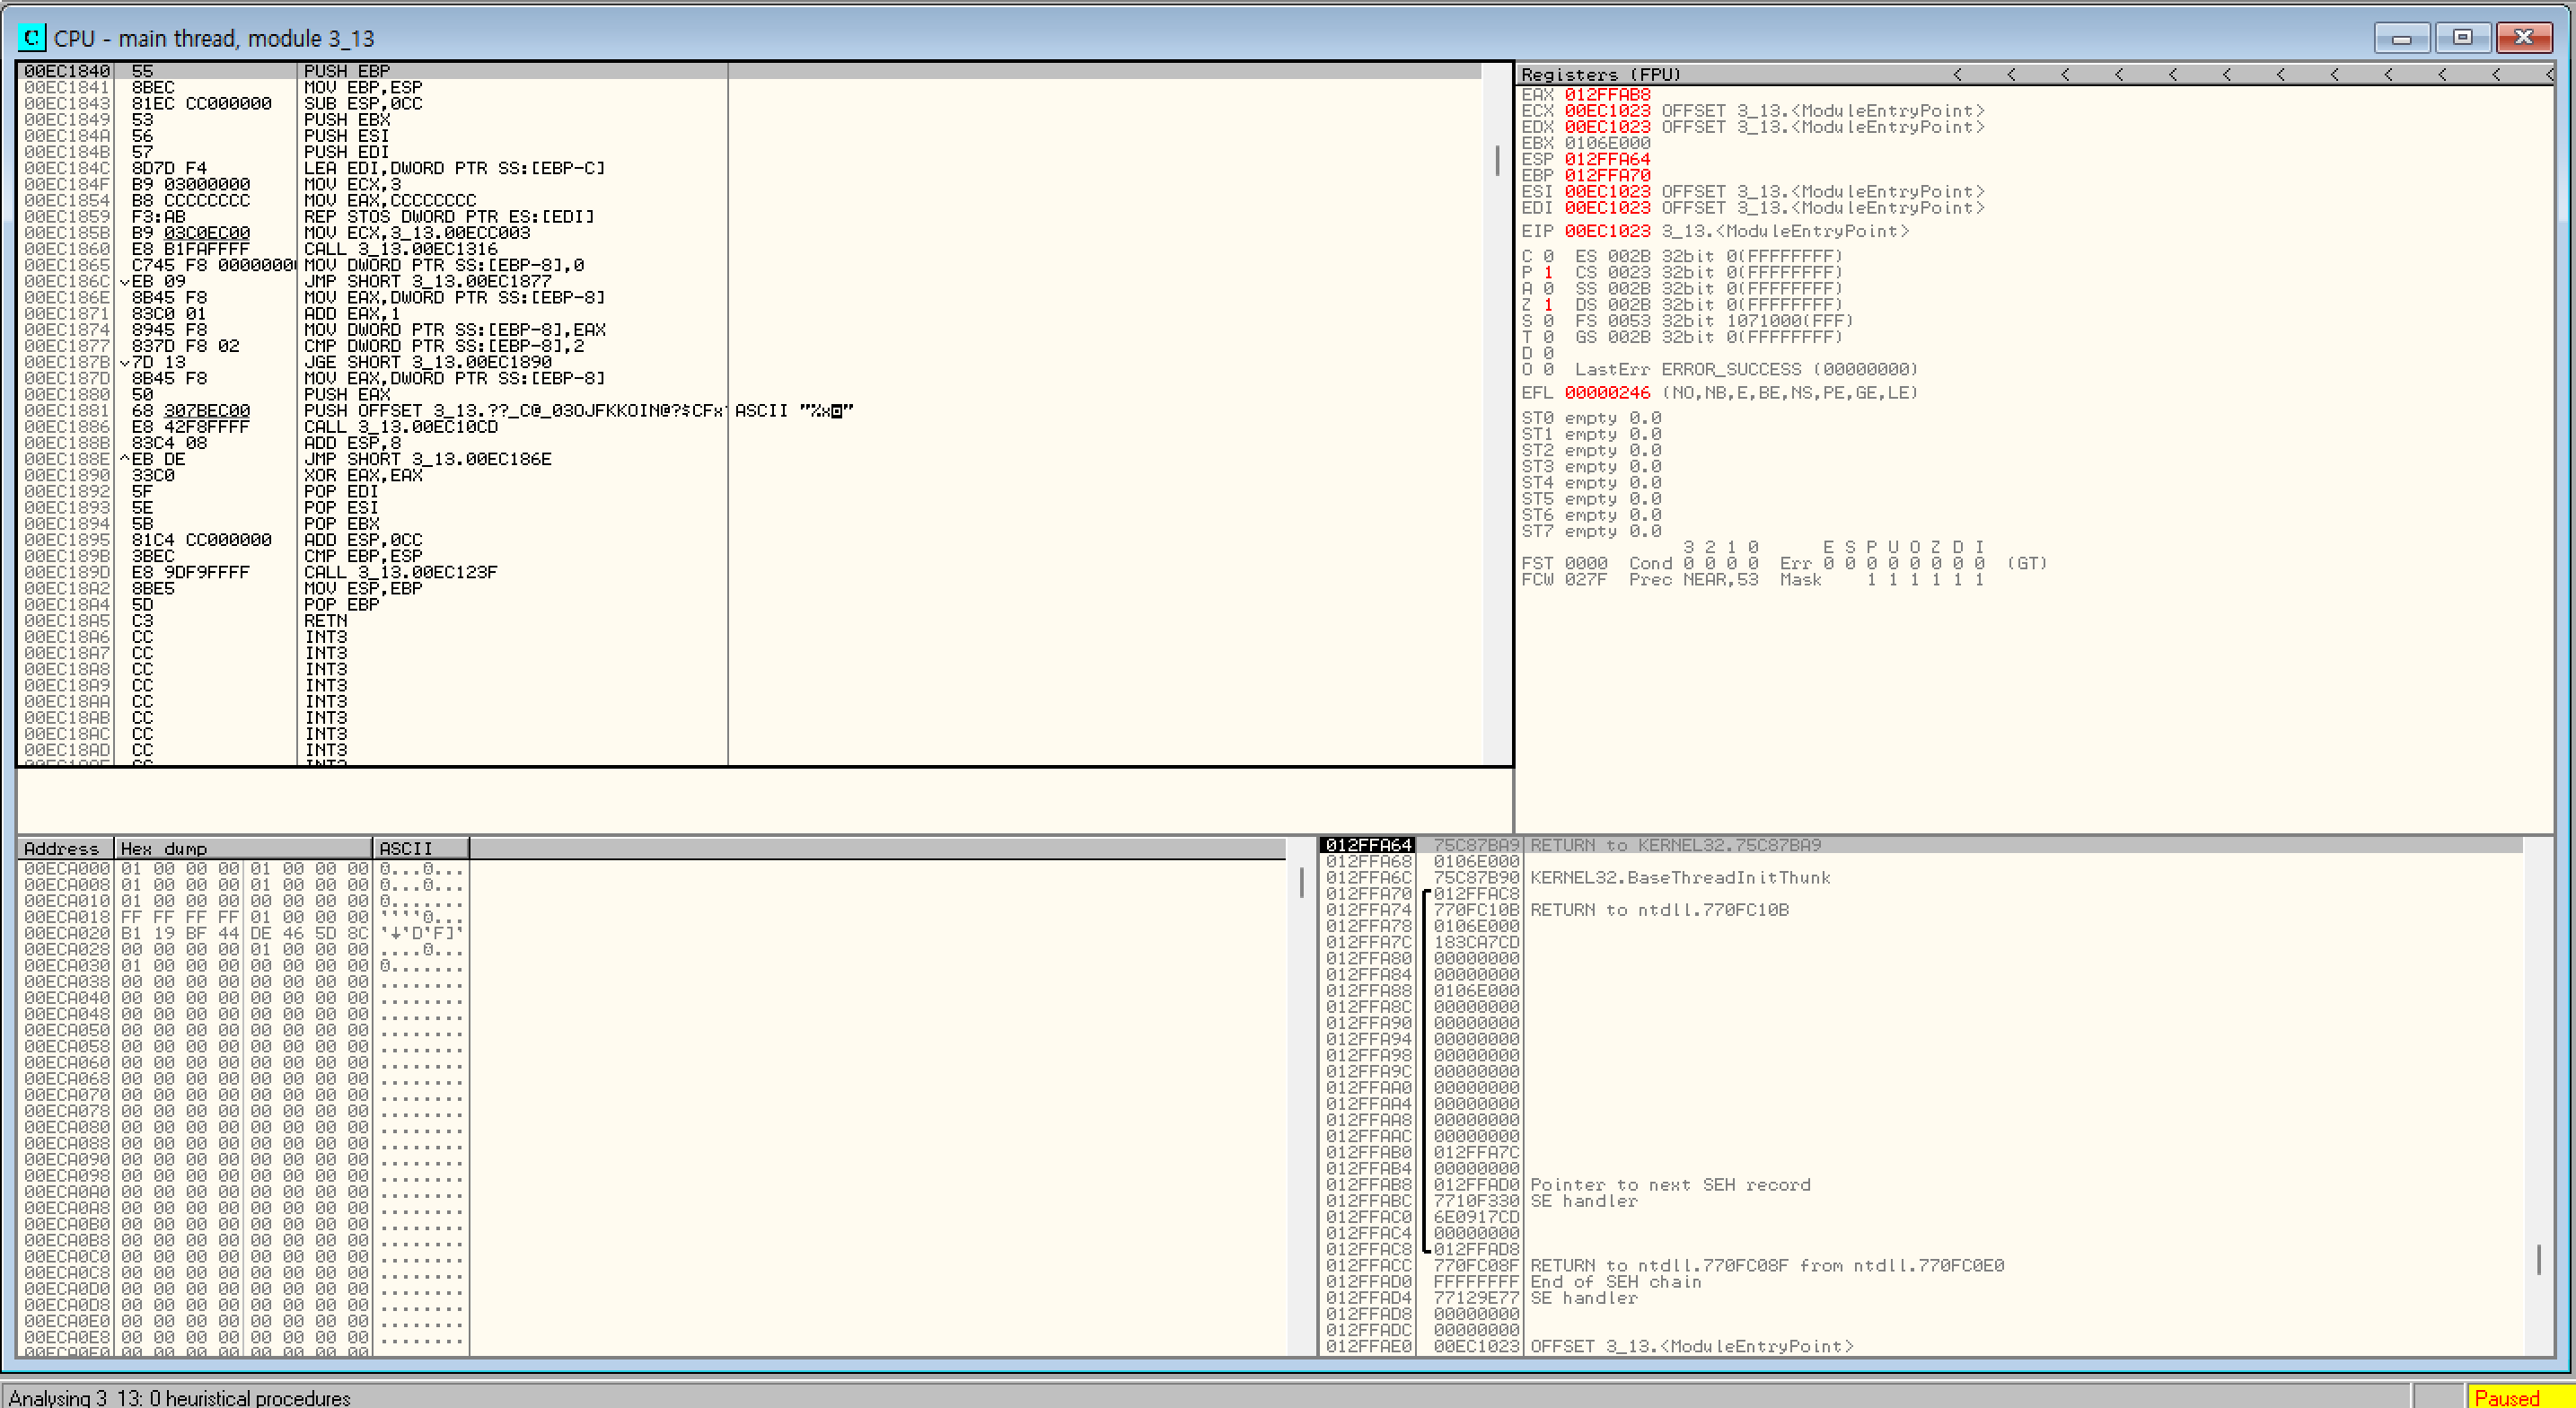 CPU - main thread, module 3_13
00EC1840 55 PUSH EBP
00EC1841 8BEC MOV EBP,ESP
00EC1843 81EC CC000000 SUB ESP,0CC
00EC1849 53 PUSH EBX
00EC184A 56 PUSH ESI
00EC184B 57 PUSH EDI
00EC184C 8D7D F4 LEA EDI,DWORD PTR SS:[EBP-C]
00EC184F B9 03000000 MOV ECX,3
00EC1854 B8 CCCCCCCC MOV EAX,CCCCCCCC
00EC1859 F3:AB REP STOS DWORD PTR ES:[EDI]
00EC185B B9 03C0EC00 MOV ECX,3_13.00ECC003
00EC1860 E8 B1FAFFFF CALL 3_13.00EC1316
00EC1865 C745 F8 0000000 MOV DWORD PTR SS:[EBP-8],0
00EC186C EB 09 JMP SHORT 3_13.00EC1877
00EC186E 8B45 F8 MOV EAX,DWORD PTR SS:[EBP-8]
00EC1871 83C0 01 ADD EAX,1
00EC1874 8945 F8 MOV DWORD PTR SS:[EBP-8],EAX
00EC1877 837D F8 02 CMP DWORD PTR SS:[EBP-8],2
00EC187B 7D 13 JGE SHORT 3_13.00EC1890
00EC187D 8B45 F8 MOV EAX,DWORD PTR SS:[EBP-8]
00EC1880 50 PUSH EAX
00EC1881 68 307BEC00 PUSH OFFSET 3_13.??_C@_03OJFKKOIN@?$CFx ASCII "%x◘"
00EC1886 E8 42F8FFFF CALL 3_13.00EC10CD
00EC188B 83C4 08 ADD ESP,8
00EC188E ^EB DE JMP SHORT 3_13.00EC186E
00EC1890 33C0 XOR EAX,EAX
00EC1892 5F POP EDI
00EC1893 5E POP ESI
00EC1894 5B POP EBX
00EC1895 81C4 CC000000 ADD ESP,0CC
00EC189B 3BEC CMP EBP,ESP
00EC189D E8 9DF9FFFF CALL 3_13.00EC123F
00EC18A2 8BE5 MOV ESP,EBP
00EC18A4 5D POP EBP
00EC18A5 C3 RETN
00EC18A6 CC INT3
00EC18A7 CC INT3
00EC18A8 CC INT3
00EC18A9 CC INT3
00EC18AA CC INT3
00EC18AB CC INT3
00EC18AC CC INT3
00EC18AD CC INT3
Registers (FPU) < < < < < < < < < < < <
EAX 012FFAB8
ECX 00EC1023 OFFSET 3_13.<ModuleEntryPoint>
EDX 00EC1023 OFFSET 3_13.<ModuleEntryPoint>
EBX 0106E000
ESP 012FFA64
EBP 012FFA70
ESI 00EC1023 OFFSET 3_13.<ModuleEntryPoint>
EDI 00EC1023 OFFSET 3_13.<ModuleEntryPoint>
EIP 00EC1023 3_13.<ModuleEntryPoint>
C 0 ES 002B 32bit 0(FFFFFFFF)
P 1 CS 0023 32bit 0(FFFFFFFF)
A 0 SS 002B 32bit 0(FFFFFFFF)
Z 1 DS 002B 32bit 0(FFFFFFFF)
S 0 FS 0053 32bit 1071000(FFF)
T 0 GS 002B 32bit 0(FFFFFFFF)
D 0
O 0 LastErr ERROR_SUCCESS (00000000)
EFL 00000246 (NO,NB,E,BE,NS,PE,GE,LE)
ST0 empty 0.0
ST1 empty 0.0
ST2 empty 0.0
ST3 empty 0.0
ST4 empty 0.0
ST5 empty 0.0
ST6 empty 0.0
ST7 empty 0.0
3 2 1 0 E S P U O Z D I
FST 0000 Cond 0 0 0 0 Err 0 0 0 0 0 0 0 0 (GT)
FCW 027F Prec NEAR,53 Mask 1 1 1 1 1 1
Address Hex dump ASCII
00ECA000 01 00 00 00 01 00 00 00 0...0...
00ECA008 01 00 00 00 01 00 00 00 0...0...
00ECA010 01 00 00 00 00 00 00 00 0.......
00ECA018 FF FF FF FF 01 00 00 00 ''''0...
00ECA020 B1 19 BF 44 DE 46 5D 8C '↓'D'F]'
00ECA028 00 00 00 00 01 00 00 00 ....0...
00ECA030 01 00 00 00 00 00 00 00 0.......
00ECA038 00 00 00 00 00 00 00 00 ........
00ECA040 00 00 00 00 00 00 00 00 ........
00ECA048 00 00 00 00 00 00 00 00 ........
00ECA050 00 00 00 00 00 00 00 00 ........
00ECA058 00 00 00 00 00 00 00 00 ........
00ECA060 00 00 00 00 00 00 00 00 ........
00ECA068 00 00 00 00 00 00 00 00 ........
00ECA070 00 00 00 00 00 00 00 00 ........
00ECA078 00 00 00 00 00 00 00 00 ........
00ECA080 00 00 00 00 00 00 00 00 ........
00ECA088 00 00 00 00 00 00 00 00 ........
00ECA090 00 00 00 00 00 00 00 00 ........
00ECA098 00 00 00 00 00 00 00 00 ........
00ECA0A0 00 00 00 00 00 00 00 00 ........
00ECA0A8 00 00 00 00 00 00 00 00 ........
00ECA0B0 00 00 00 00 00 00 00 00 ........
00ECA0B8 00 00 00 00 00 00 00 00 ........
00ECA0C0 00 00 00 00 00 00 00 00 ........
00ECA0C8 00 00 00 00 00 00 00 00 ........
00ECA0D0 00 00 00 00 00 00 00 00 ........
00ECA0D8 00 00 00 00 00 00 00 00 ........
00ECA0E0 00 00 00 00 00 00 00 00 ........
00ECA0E8 00 00 00 00 00 00 00 00 ........
00ECA0F0 00 00 00 00 00 00 00 00
012FFA64 75C87BA9 RETURN to KERNEL32.75C87BA9
012FFA68 0106E000
012FFA6C 75C87B90 KERNEL32.BaseThreadInitThunk
012FFA70 012FFAC8
012FFA74 770FC10B RETURN to ntdll.770FC10B
012FFA78 0106E000
012FFA7C 183CA7CD
012FFA80 00000000
012FFA84 00000000
012FFA88 0106E000
012FFA8C 00000000
012FFA90 00000000
012FFA94 00000000
012FFA98 00000000
012FFA9C 00000000
012FFAA0 00000000
012FFAA4 00000000
012FFAA8 00000000
012FFAAC 00000000
012FFAB0 012FFA7C
012FFAB4 00000000
012FFAB8 012FFAD0 Pointer to next SEH record
012FFABC 7710F330 SE handler
012FFAC0 6E0917CD
012FFAC4 00000000
012FFAC8 012FFAD8
012FFACC 770FC08F RETURN to ntdll.770FC08F from ntdll.770FC0E0
012FFAD0 FFFFFFFF End of SEH chain
012FFAD4 77129E77 SE handler
012FFAD8 00000000
012FFADC 00000000
012FFAE0 00EC1023 OFFSET 3_13.<ModuleEntryPoint>
Analysing 3_13: 0 heuristical procedures
Paused